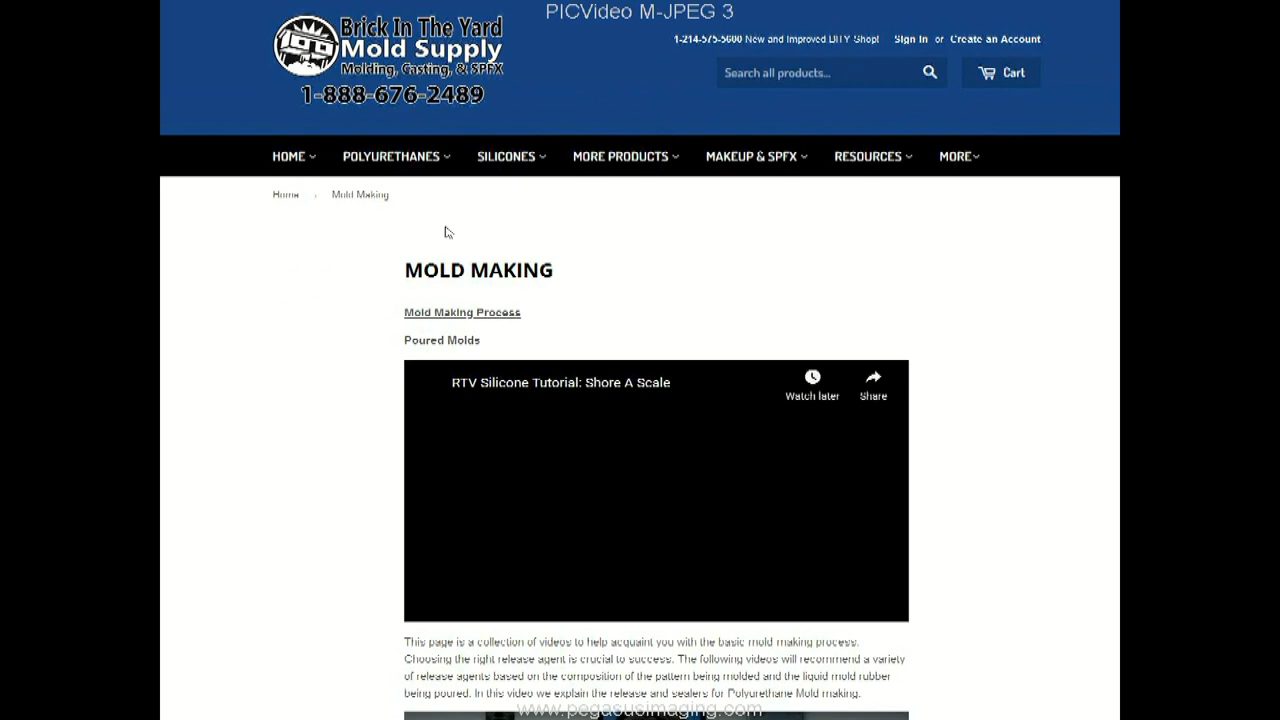 PICVideo M-JPEG 3
Brick In The Yard
Mold Supply
Molding, Casting, & SPFX
1-888-676-2489
1-214-575-5600 New and Improved BITY Shop! Sign In or Create an Account
Search all products...
Cart
HOME POLYURETHANES SILICONES MORE PRODUCTS MAKEUP & SPFX RESOURCES MORE
Home › Mold Making
MOLD MAKING
Mold Making Process
Poured Molds
RTV Silicone Tutorial: Shore A Scale
Watch later
Share
This page is a collection of videos to help acquaint you with the basic mold making process.
Choosing the right release agent is crucial to success. The following videos will recommend a variety
of release agents based on the composition of the pattern being molded and the liquid mold rubber
being poured. In this video we explain the release and sealers for Polyurethane Mold making.
www.pegasusimaging.com